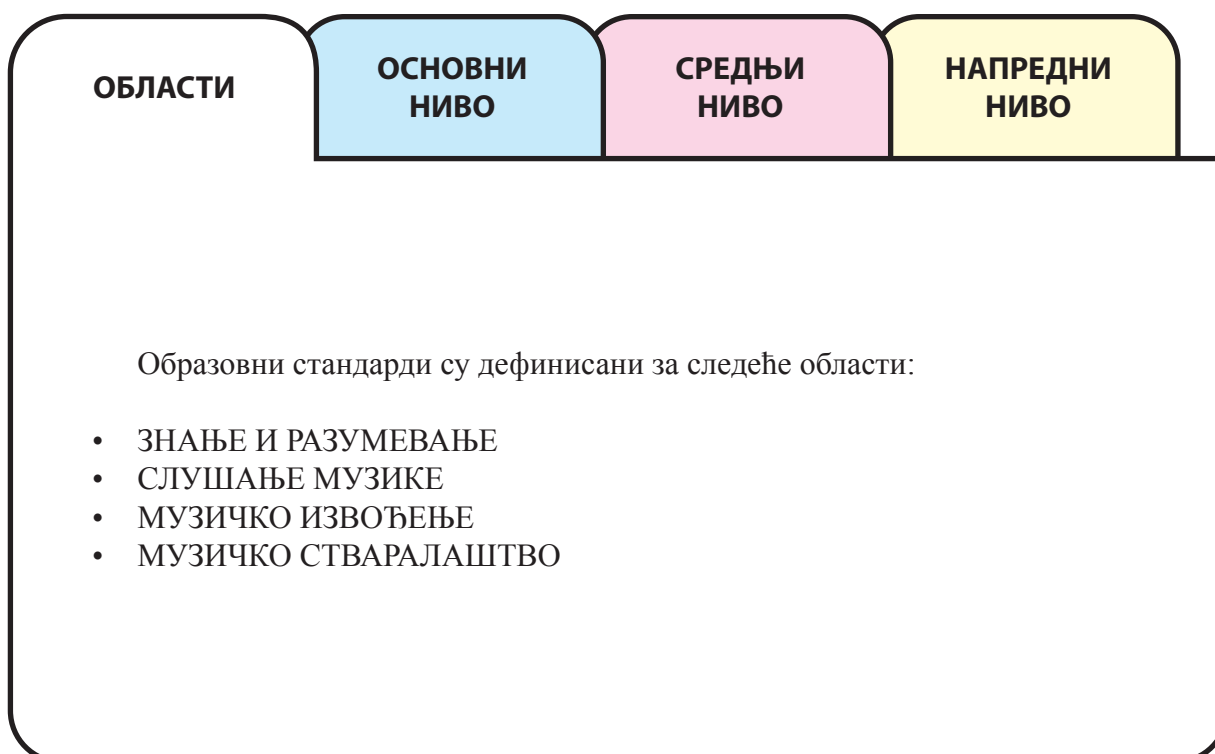 ОБЛАСТИ
ОСНОВНИ
НИВО
СРЕДЊИ
НИВО
НАПРЕДНИ
НИВО
Образовни стандарди су дефинисани за следеће области:
• ЗНАЊЕ И РАЗУМЕВАЊЕ
• СЛУШАЊЕ МУЗИКЕ
• МУЗИЧКО ИЗВОЂЕЊЕ
• МУЗИЧКО СТВАРАЛАШТВО